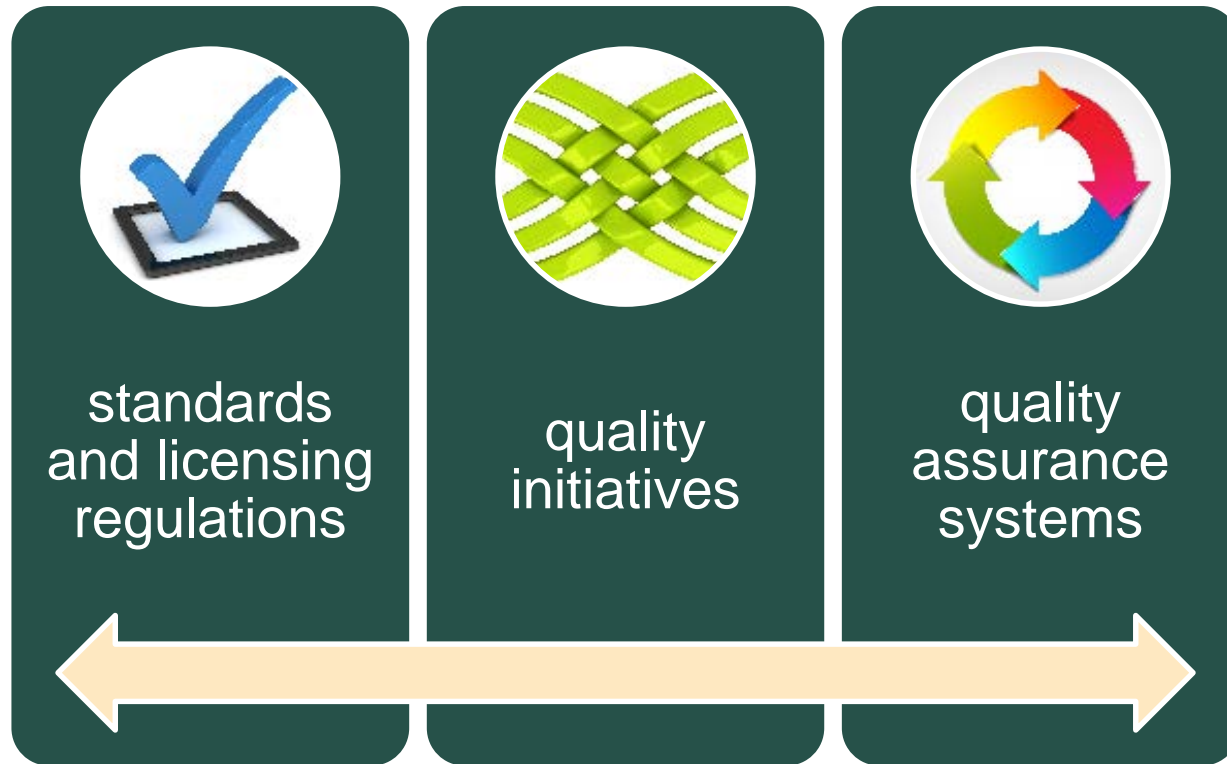 standards
and licensing
regulations
quality
initiatives
quality
assurance
systems